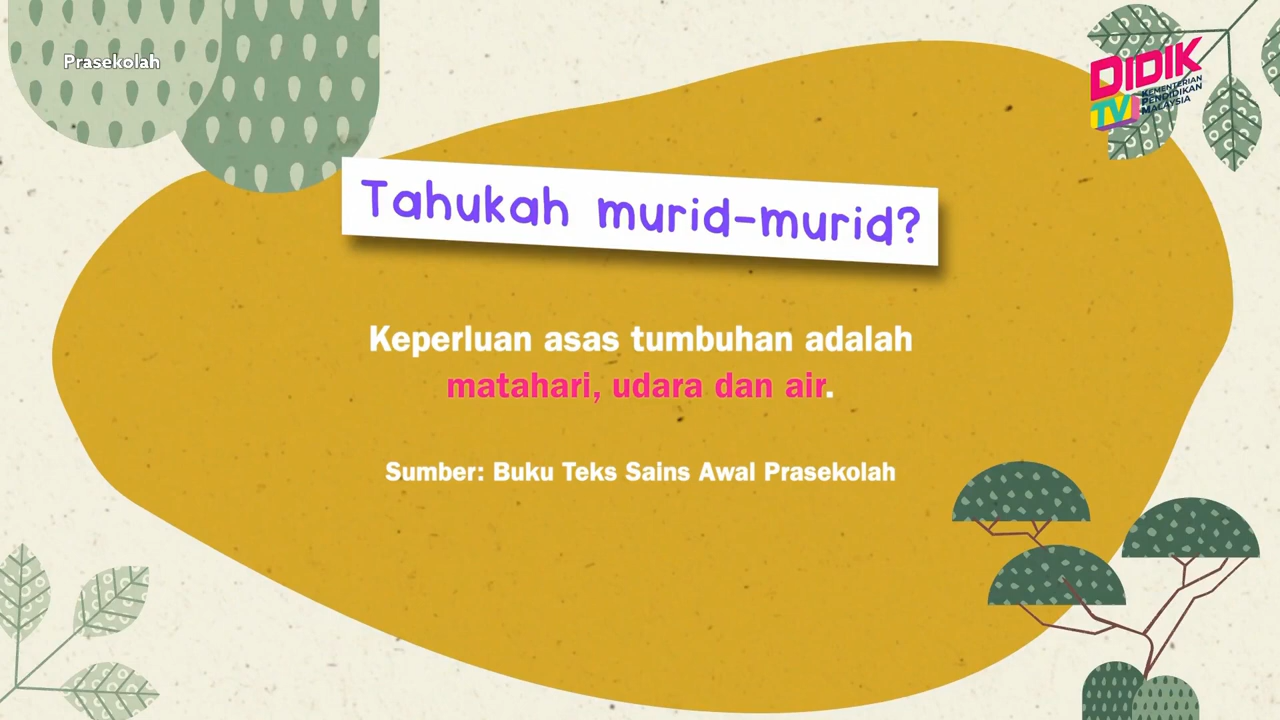 Prasekolah
DIDIK
TV
KEMENTERIAN
PENDIDIKAN
MALAYSIA
Tahukah murid-murid?
Keperluan asas tumbuhan adalah
matahari, udara dan air.
Sumber: Buku Teks Sains Awal Prasekolah